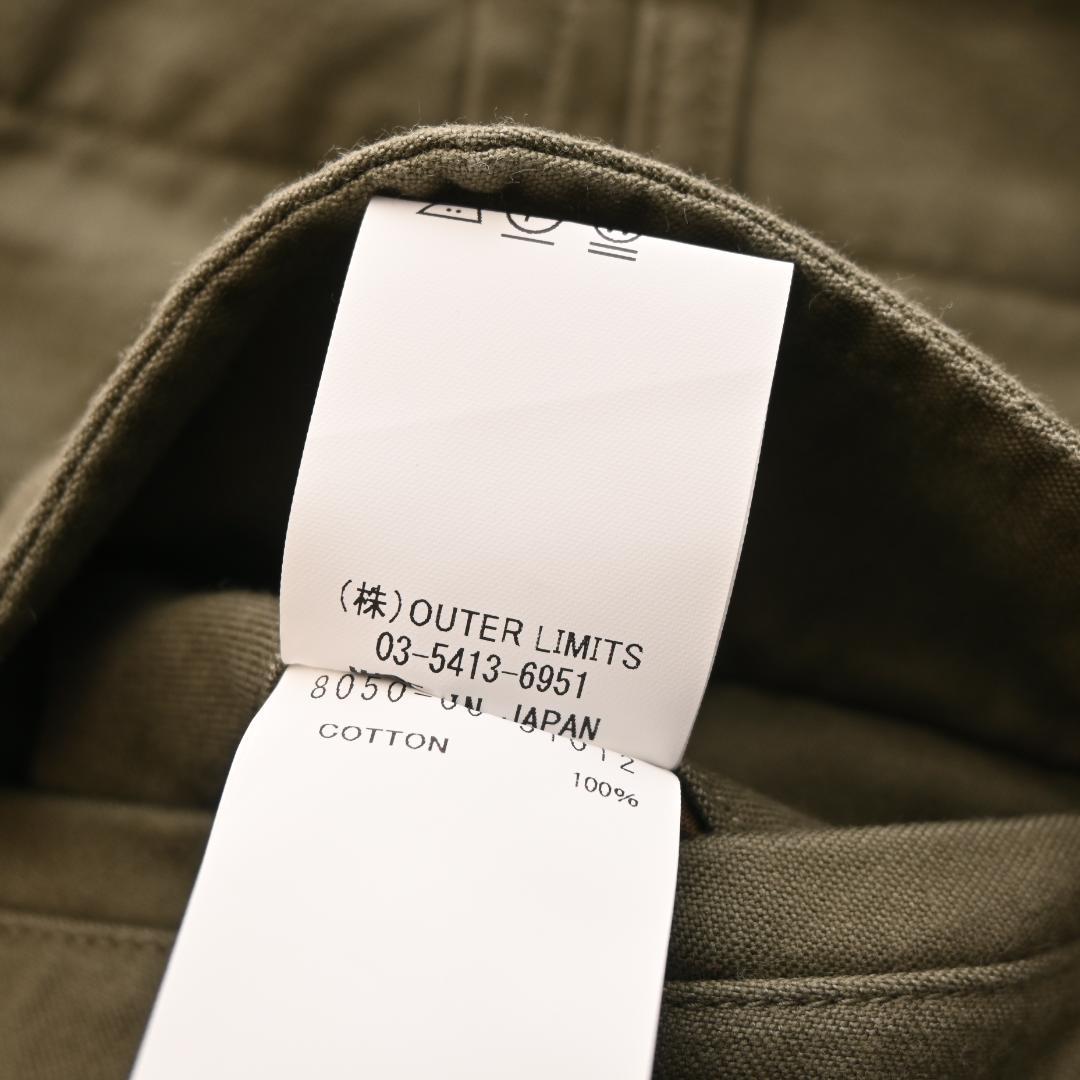 (株)OUTER LIMITS
03-5413-6951
JAPAN
COTTON
100%